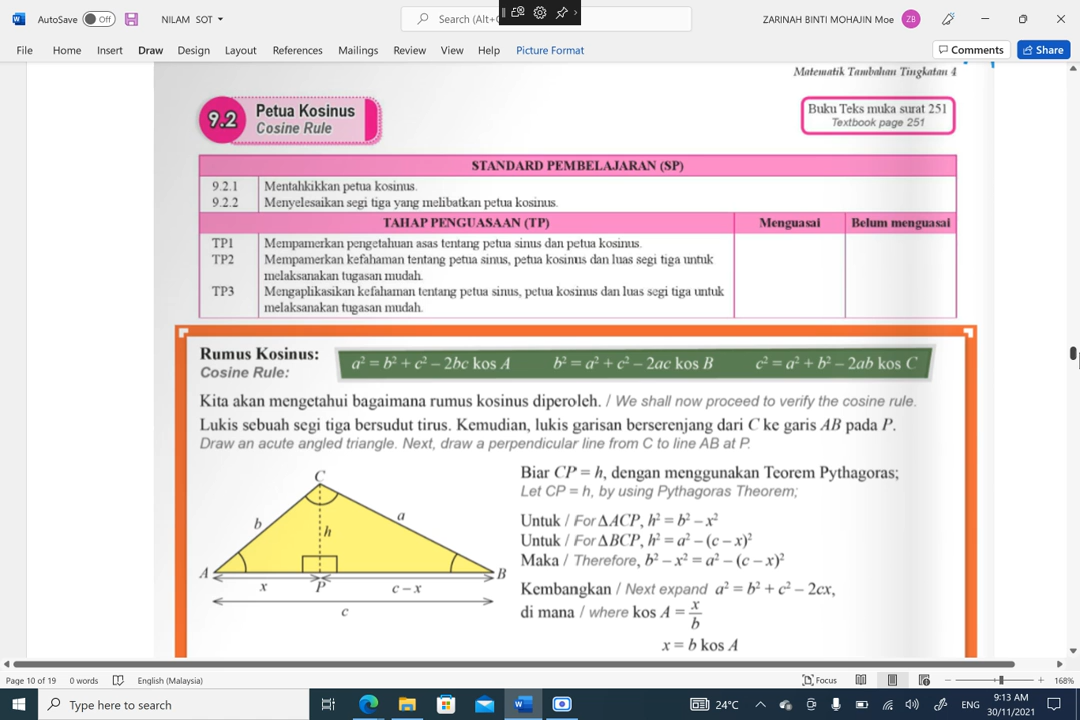 AutoSave Off NILAM SOT Search (Alt+ ZARINAH BINTI MOHAJIN Moe ZB
File Home Insert Draw Design Layout References Mailings Review View Help Picture Format Comments Share
Matematik Tambahan Tingkatan 4
9.2 Petua Kosinus
Cosine Rule
Buku Teks muka surat 251
Textbook page 251
STANDARD PEMBELAJARAN (SP)
9.2.1 Mentahkikkan petua kosinus.
9.2.2 Menyelesaikan segi tiga yang melibatkan petua kosinus.
TAHAP PENGUASAAN (TP) Menguasai Belum menguasai
TP1 Mempamerkan pengetahuan asas tentang petua sinus dan petua kosinus.
TP2 Mempamerkan kefahaman tentang petua sinus, petua kosinus dan luas segi tiga untuk
melaksanakan tugasan mudah.
TP3 Mengaplikasikan kefahaman tentang petua sinus, petua kosinus dan luas segi tiga untuk
melaksanakan tugasan mudah.
Rumus Kosinus:
Cosine Rule:
a² = b² + c² – 2bc kos A b² = a² + c² – 2ac kos B c² = a² + b² – 2ab kos C
Kita akan mengetahui bagaimana rumus kosinus diperoleh. / We shall now proceed to verify the cosine rule.
Lukis sebuah segi tiga bersudut tirus. Kemudian, lukis garisan berserenjang dari C ke garis AB pada P.
Draw an acute angled triangle. Next, draw a perpendicular line from C to line AB at P.
C
b a
h
A B
x P c – x
c
Biar CP = h, dengan menggunakan Teorem Pythagoras;
Let CP = h, by using Pythagoras Theorem;
Untuk / For ΔACP, h² = b² – x²
Untuk / For ΔBCP, h² = a² – (c – x)²
Maka / Therefore, b² – x² = a² – (c – x)²
Kembangkan / Next expand a² = b² + c² – 2cx,
di mana / where kos A = x/b
x = b kos A
Page 10 of 19 0 words English (Malaysia) Focus 168%
Type here to search 24°C ENG 9:13 AM
30/11/2021